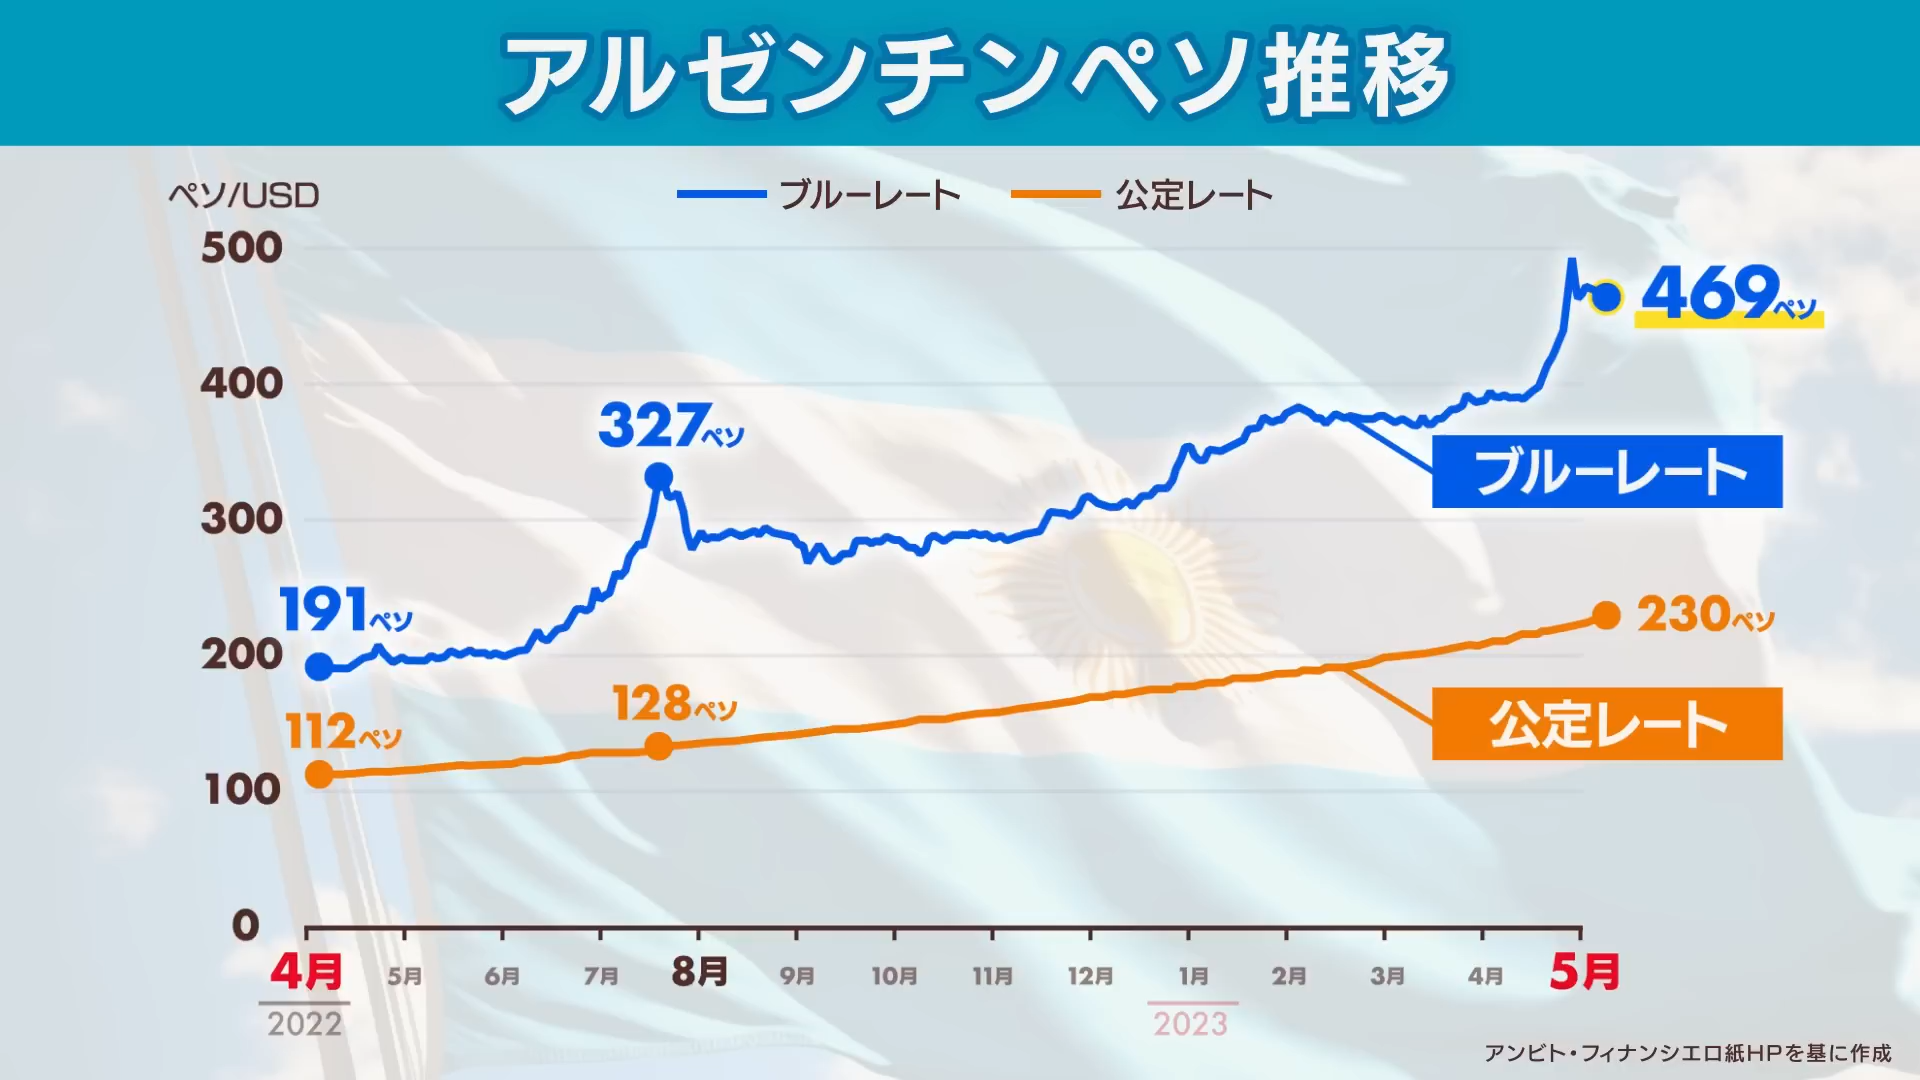 アルゼンチンペソ推移
ペソ/USD
ブルーレート 公定レート
500
400
300
200
100
0
469ペソ
327ペソ
191ペソ
ブルーレート
230ペソ
128ペソ
112ペソ
公定レート
4月 5月 6月 7月 8月 9月 10月 11月 12月 1月 2月 3月 4月 5月
2022 2023
アンビト・フィナンシエロ紙HPを基に作成